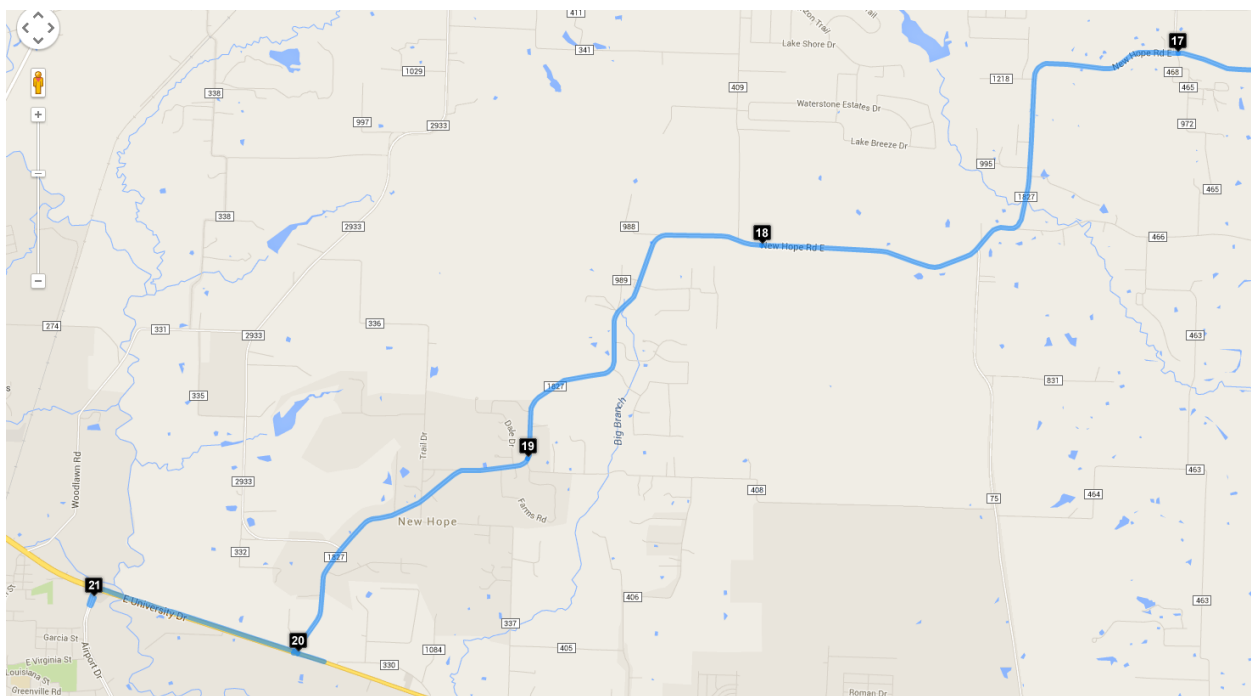 411
zon Trail
Trail
Lake Shore Dr
341
17
New Hope Rd E
1029
468
1218
465
338
409
Waterstone Estates Dr
997
2933
972
Lake Breeze Dr
995
465
1827
338
2933
988
18
New Hope Rd E
466
989
274
331
2933
336
463
335
1827
831
Dale Dr
Big Branch
Trail Dr
19
Woodlawn Rd
463
2933
408
464
75
Farms Rd
New Hope
332
1827
21
406
463
E University Dr
337
Garcia St
20
405
1084
Airport Dr
E Virginia St
330
Louisiana St
Greenville Rd
Roman Dr